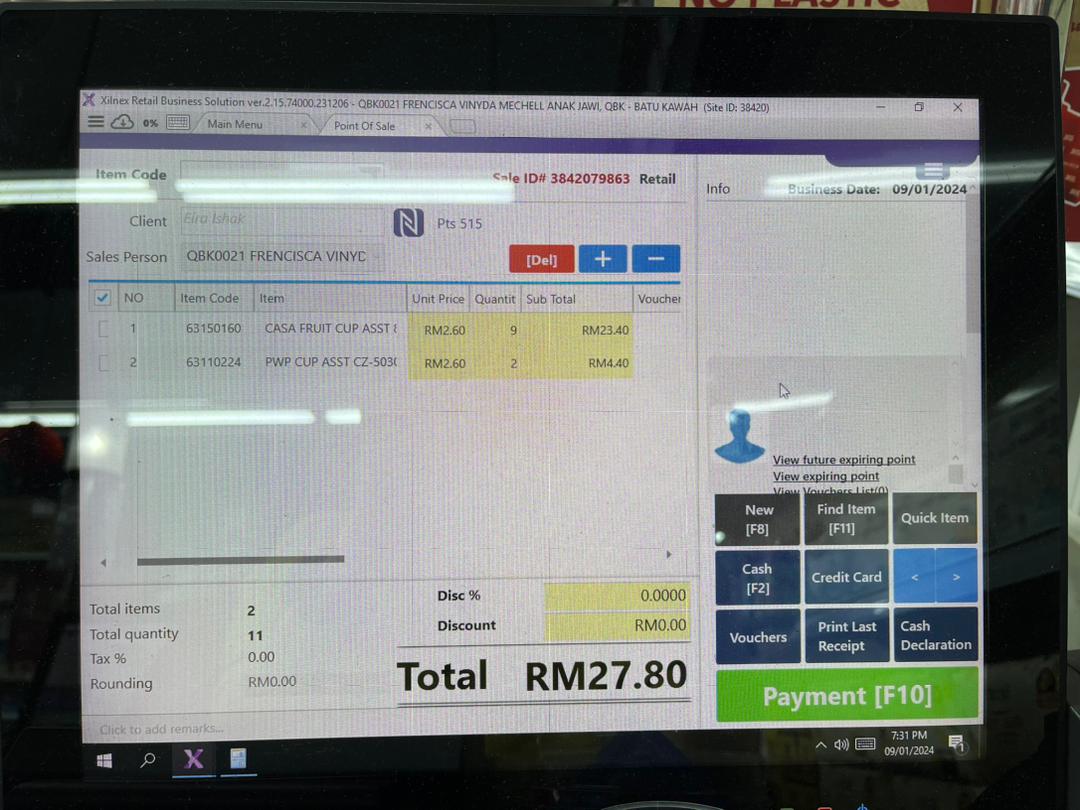 NO PLASTIC
Xilnex Retail Business Solution ver.2.15.74000.231206 - QBK0021 FRENCISCA VINYDA MECHELL ANAK JAWI, QBK - BATU KAWAH (Site ID: 38420)
0% Main Menu Point Of Sale
Item Code Sale ID# 3842079863 Retail
Info Business Date: 09/01/2024
Client Eira Ishak Pts 515
Sales Person QBK0021 FRENCISCA VINYD [Del] + −
NO Item Code Item Unit Price Quantit Sub Total Voucher
1 63150160 CASA FRUIT CUP ASST RM2.60 9 RM23.40
2 63110224 PWP CUP ASST CZ-503 RM2.60 2 RM4.40
View future expiring point
View expiring point
View Vouchers List(0)
New [F8]
Find Item [F11]
Quick Item
Cash [F2]
Credit Card
< >
Vouchers
Print Last Receipt
Cash Declaration
Payment [F10]
Total items 2
Total quantity 11
Tax % 0.00
Rounding RM0.00
Disc % 0.0000
Discount RM0.00
Total RM27.80
Click to add remarks...
7:31 PM
09/01/2024
1